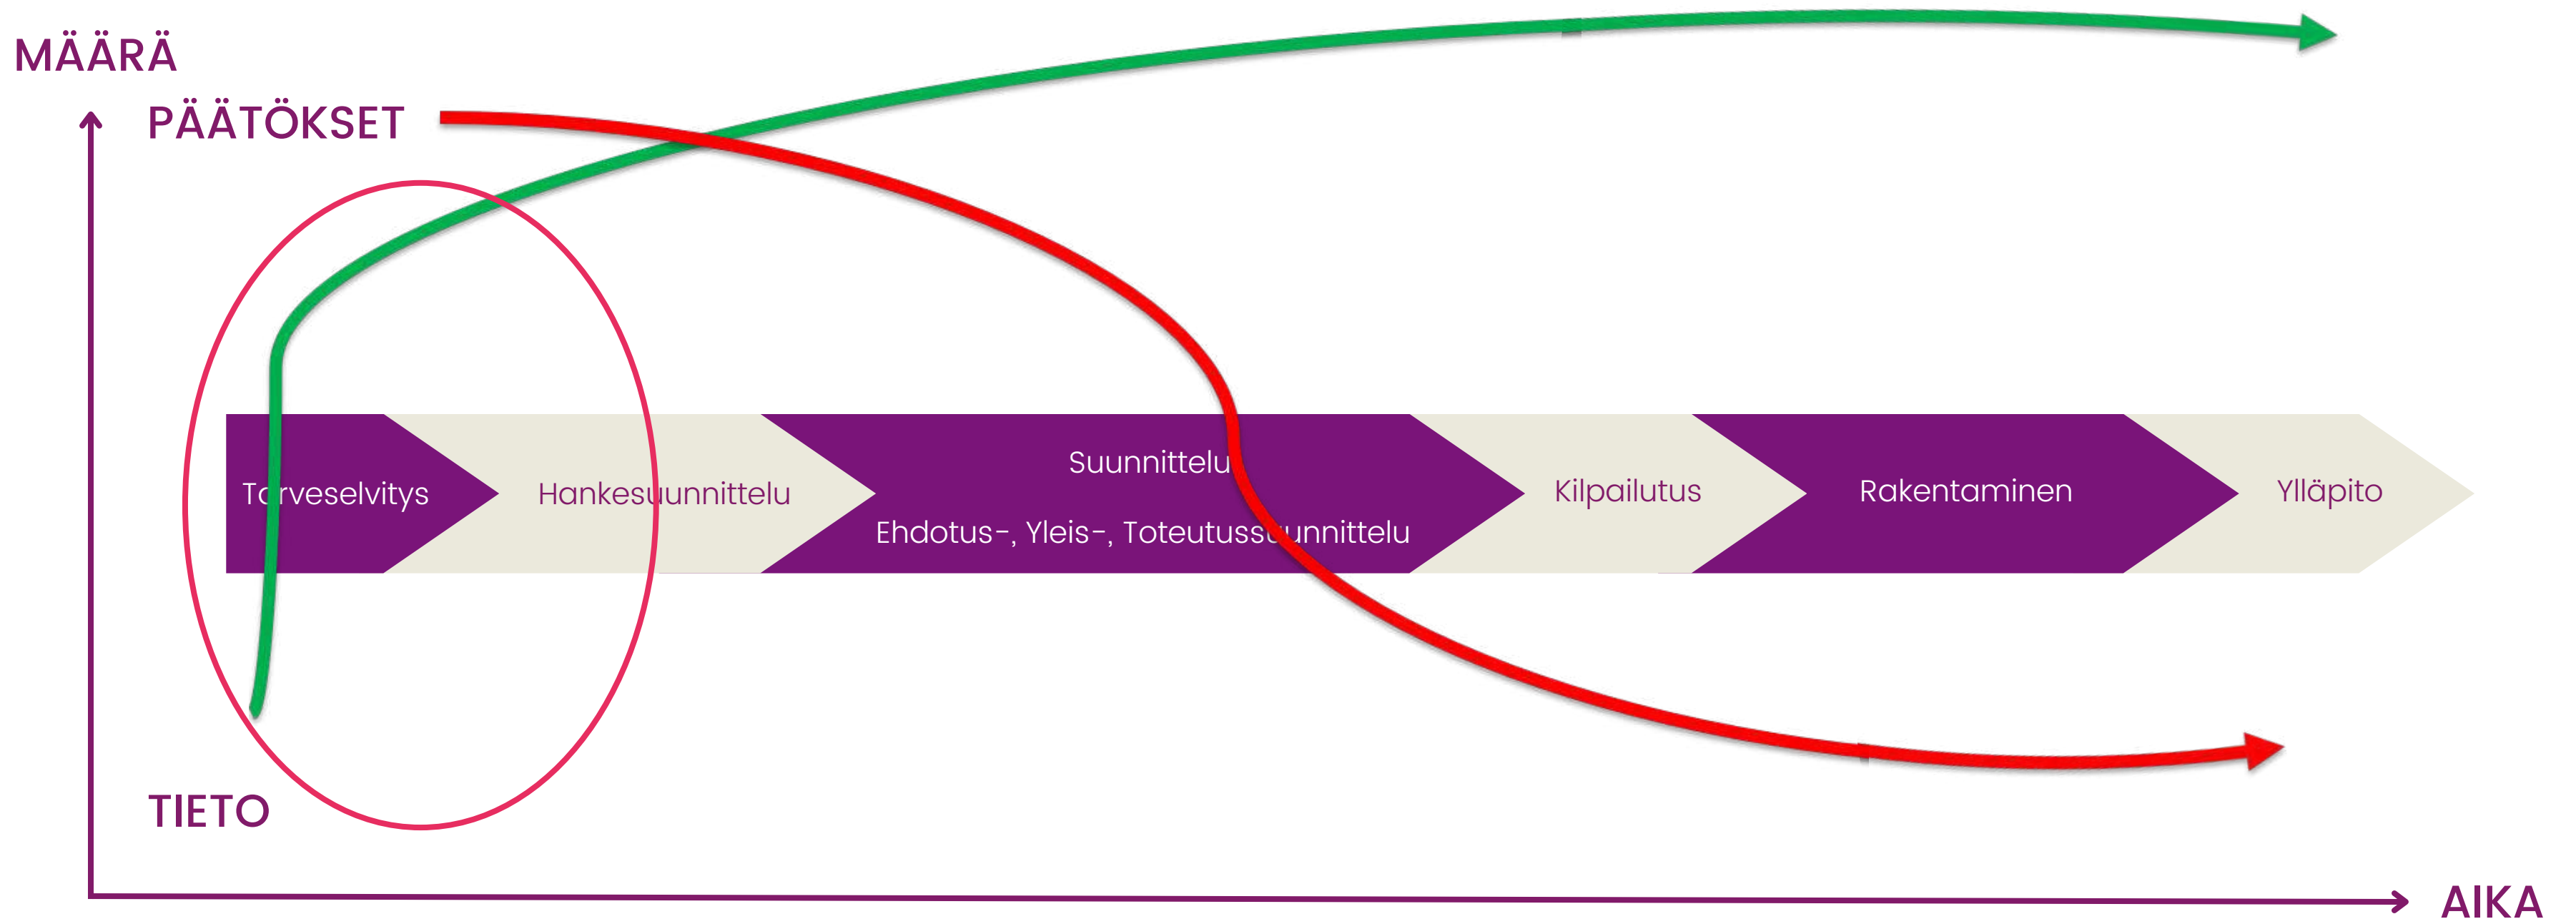 MÄÄRÄ
PÄÄTÖKSET
Tarveselvitys
Hankesuunnittelu
Suunnittelu
Ehdotus-, Yleis-, Toteutussuunnittelu
Kilpailutus
Rakentaminen
Ylläpito
TIETO
AIKA